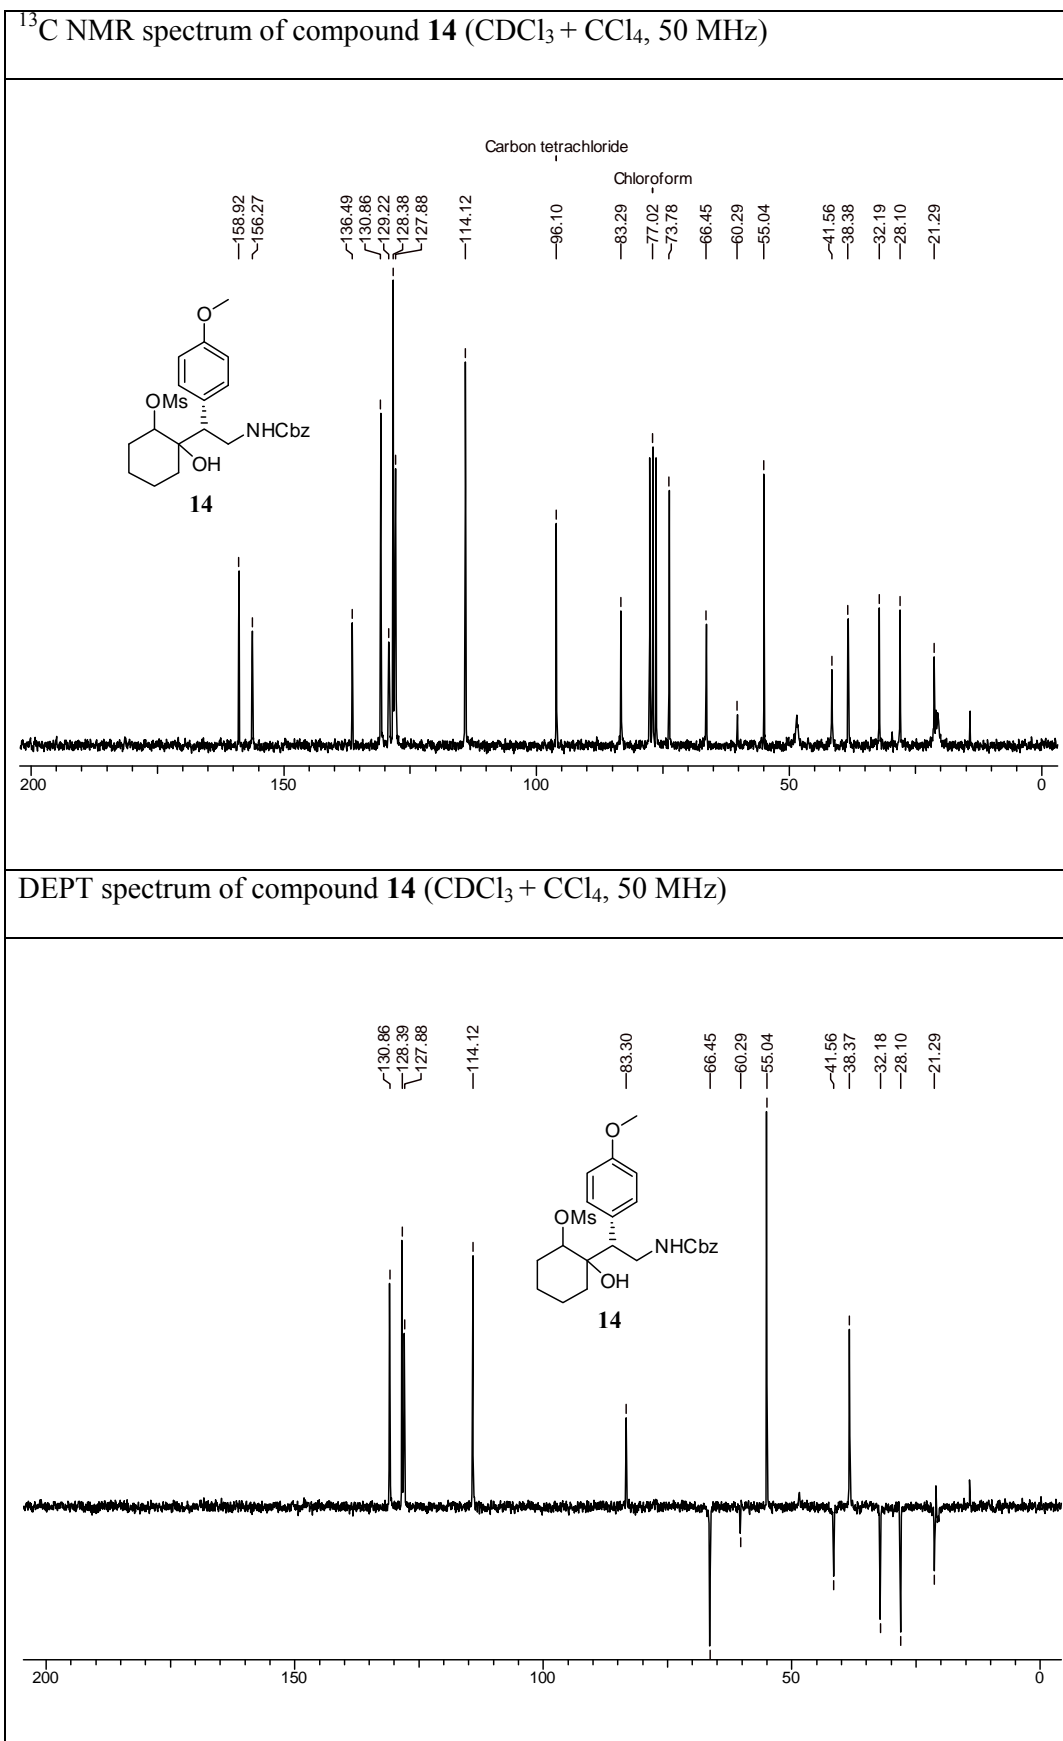 ¹³C NMR spectrum of compound 14 (CDCl₃ + CCl₄, 50 MHz)
Carbon tetrachloride
Chloroform
158.92
156.27
136.49
130.86
129.22
128.38
127.88
114.12
96.10
83.29
77.02
73.78
66.45
60.29
55.04
41.56
38.38
32.19
28.10
21.29
O
OMs
NHCbz
OH
14
200 150 100 50 0
DEPT spectrum of compound 14 (CDCl₃ + CCl₄, 50 MHz)
130.86
128.39
127.88
114.12
83.30
66.45
60.29
55.04
41.56
38.37
32.18
28.10
21.29
O
OMs
NHCbz
OH
14
200 150 100 50 0